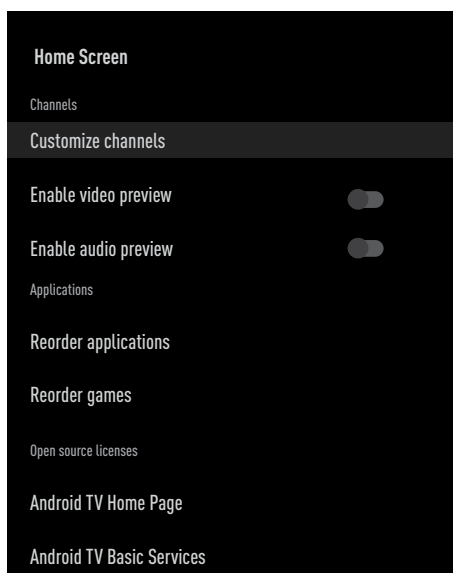 Home Screen
Channels
Customize channels
Enable video preview
Enable audio preview
Applications
Reorder applications
Reorder games
Open source licenses
Android TV Home Page
Android TV Basic Services